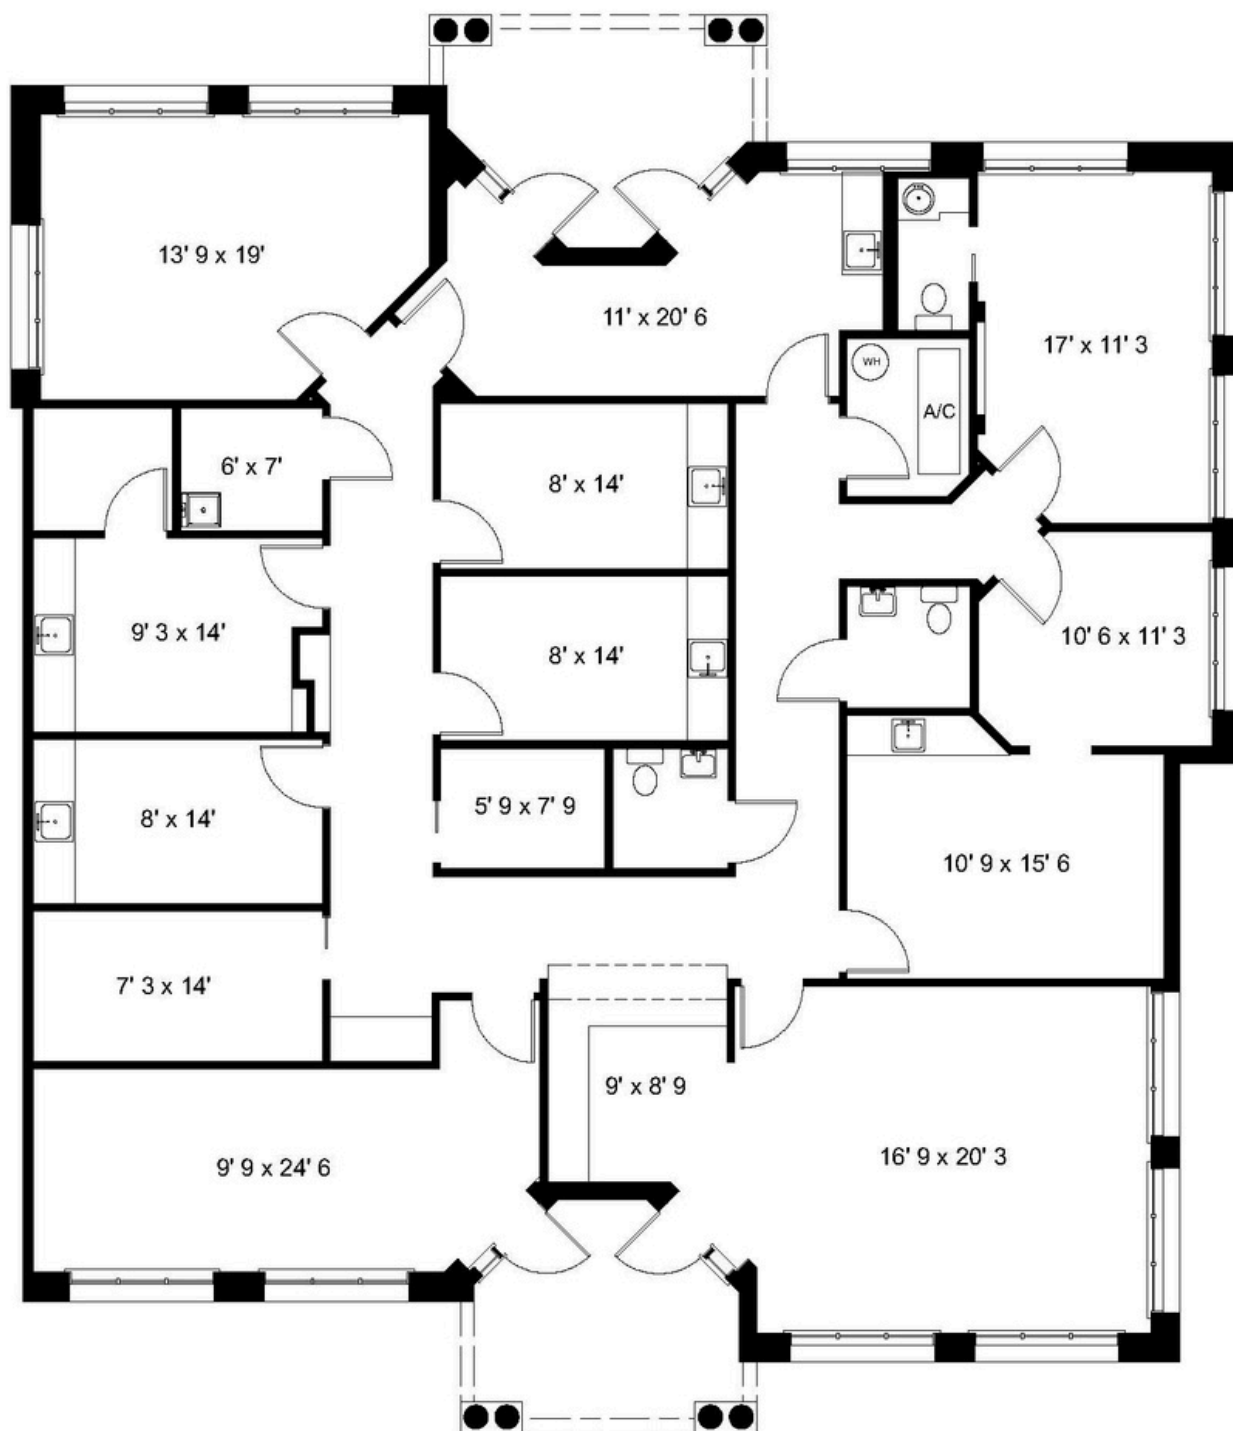 13' 9 x 19'
11' x 20' 6
17' x 11' 3
WH
A/C
6' x 7'
8' x 14'
9' 3 x 14'
8' x 14'
10' 6 x 11' 3
8' x 14'
5' 9 x 7' 9
10' 9 x 15' 6
7' 3 x 14'
9' x 8' 9
9' 9 x 24' 6
16' 9 x 20' 3